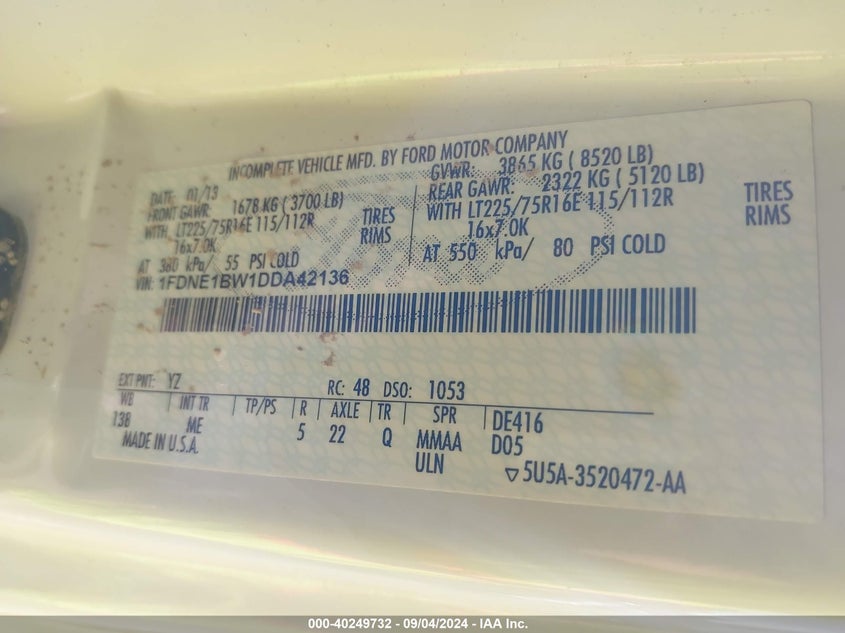 INCOMPLETE VEHICLE MFD. BY FORD MOTOR COMPANY
DATE: 01/13 GVWR: 3865 KG ( 8520 LB)
FRONT GAWR: 1678 KG ( 3700 LB) REAR GAWR: 2322 KG ( 5120 LB)
WITH LT225/75R16E 115/112R TIRES WITH LT225/75R16E 115/112R TIRES
16x7.0K RIMS 16x7.0K RIMS
AT 380 kPa/ 55 PSI COLD AT 550 kPa/ 80 PSI COLD
VIN: 1FDNE1BW1DDA42136
EXT PNT: YZ RC: 48 DSO: 1053
WB INT TR TP/PS R AXLE TR SPR DE416
138 ME 5 22 Q MMAA D05
MADE IN U.S.A. ULN ▽5U5A-3520472-AA
000-40249732 - 09/04/2024 - IAA Inc.